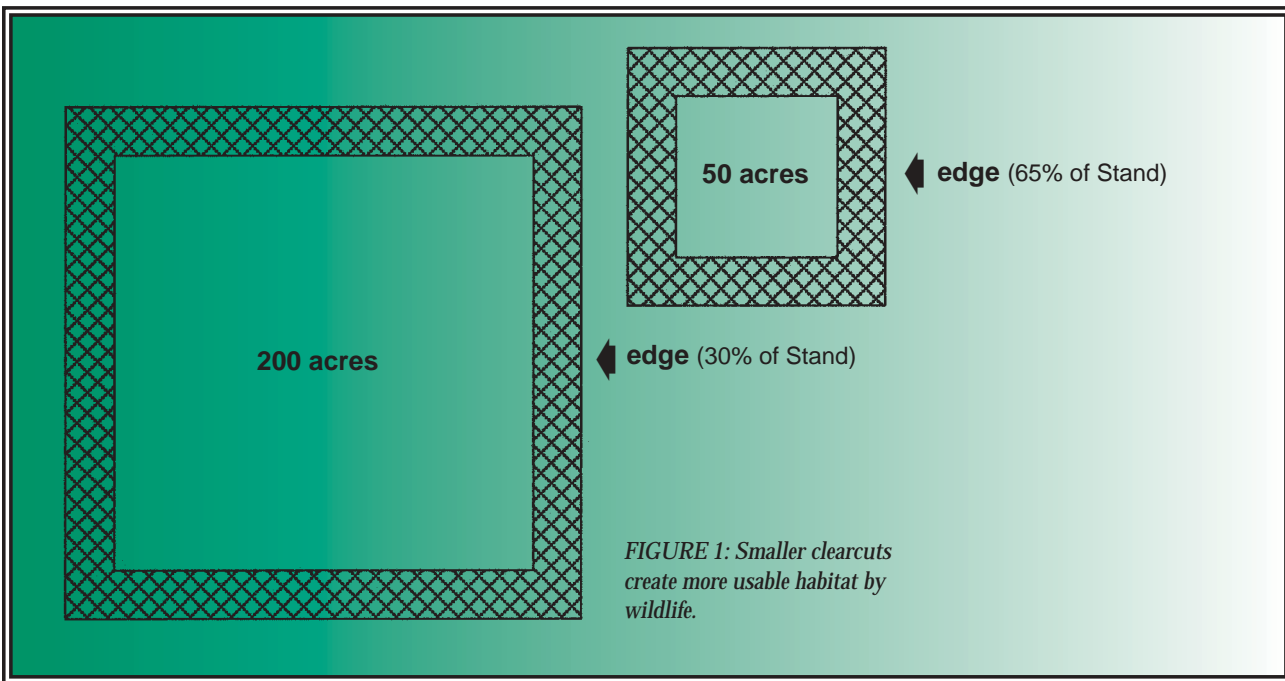 50 acres
edge (65% of Stand)
200 acres
edge (30% of Stand)
FIGURE 1: Smaller clearcuts
create more usable habitat by
wildlife.